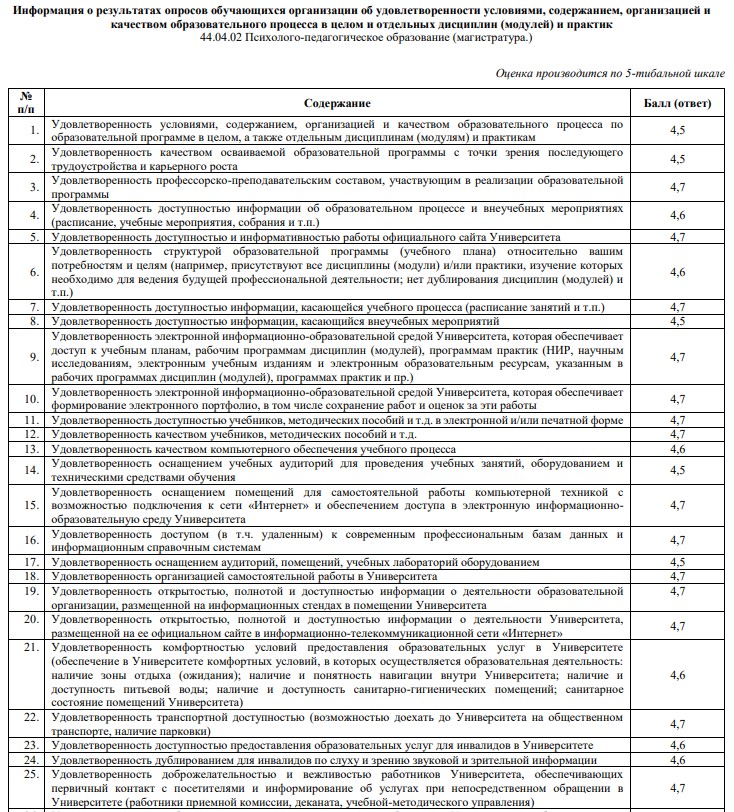 Информация о результатах опросов обучающихся организации об удовлетворенности условиями, содержанием, организацией и
качеством образовательного процесса в целом и отдельных дисциплин (модулей) и практик
44.04.02 Психолого-педагогическое образование (магистратура.)
Оценка производится по 5-тибальной шкале
№ п/п Содержание Балл (ответ)
1. Удовлетворенность условиями, содержанием, организацией и качеством образовательного процесса по
образовательной программе в целом, а также отдельным дисциплинам (модулям) и практикам 4,5
2. Удовлетворенность качеством осваиваемой образовательной программы с точки зрения последующего
трудоустройства и карьерного роста 4,5
3. Удовлетворенность профессорско-преподавательским составом, участвующим в реализации образовательной
программы 4,7
4. Удовлетворенность доступностью информации об образовательном процессе и внеучебных мероприятиях
(расписание, учебные мероприятия, собрания и т.п.) 4,6
5. Удовлетворенность доступностью и информативностью работы официального сайта Университета 4,7
6. Удовлетворенность структурой образовательной программы (учебного плана) относительно вашим
потребностям и целям (например, присутствуют все дисциплины (модули) и/или практики, изучение которых
необходимо для ведения будущей профессиональной деятельности; нет дублирования дисциплин (модулей) и
т.п.) 4,6
7. Удовлетворенность доступностью информации, касающейся учебного процесса (расписание занятий и т.п.) 4,7
8. Удовлетворенность доступностью информации, касающийся внеучебных мероприятий 4,5
9. Удовлетворенность электронной информационно-образовательной средой Университета, которая обеспечивает
доступ к учебным планам, рабочим программам дисциплин (модулей), программам практик (НИР, научным
исследованиям, электронным учебным изданиям и электронным образовательным ресурсам, указанным в
рабочих программах дисциплин (модулей), программах практик и пр.) 4,7
10. Удовлетворенность электронной информационно-образовательной средой Университета, которая обеспечивает
формирование электронного портфолио, в том числе сохранение работ и оценок за эти работы 4,7
11. Удовлетворенность доступностью учебников, методических пособий и т.д. в электронной и/или печатной форме 4,7
12. Удовлетворенность качеством учебников, методических пособий и т.д. 4,7
13. Удовлетворенность качеством компьютерного обеспечения учебного процесса 4,6
14. Удовлетворенность оснащением учебных аудиторий для проведения учебных занятий, оборудованием и
техническими средствами обучения 4,5
15. Удовлетворенность оснащением помещений для самостоятельной работы компьютерной техникой с
возможностью подключения к сети «Интернет» и обеспечением доступа в электронную информационно-
образовательную среду Университета 4,7
16. Удовлетворенность доступом (в т.ч. удаленным) к современным профессиональным базам данных и
информационным справочным системам 4,7
17. Удовлетворенность оснащением аудиторий, помещений, учебных лабораторий оборудованием 4,5
18. Удовлетворенность организацией самостоятельной работы в Университета 4,7
19. Удовлетворенность открытостью, полнотой и доступностью информации о деятельности образовательной
организации, размещенной на информационных стендах в помещении Университета 4,7
20. Удовлетворенность открытостью, полнотой и доступностью информации о деятельности Университета,
размещенной на ее официальном сайте в информационно-телекоммуникационной сети «Интернет» 4,7
21. Удовлетворенность комфортностью условий предоставления образовательных услуг в Университете
(обеспечение в Университете комфортных условий, в которых осуществляется образовательная деятельность:
наличие зоны отдыха (ожидания); наличие и понятность навигации внутри Университета; наличие и
доступность питьевой воды; наличие и доступность санитарно-гигиенических помещений; санитарное
состояние помещений Университета) 4,6
22. Удовлетворенность транспортной доступностью (возможностью доехать до Университета на общественном
транспорте, наличие парковки) 4,7
23. Удовлетворенность доступностью предоставления образовательных услуг для инвалидов в Университете 4,6
24. Удовлетворенность дублированием для инвалидов по слуху и зрению звуковой и зрительной информации 4,6
25. Удовлетворенность доброжелательностью и вежливостью работников Университета, обеспечивающих
первичный контакт с посетителями и информирование об услугах при непосредственном обращении в
Университете (работники приемной комиссии, деканата, учебной-методического управления) 4,7